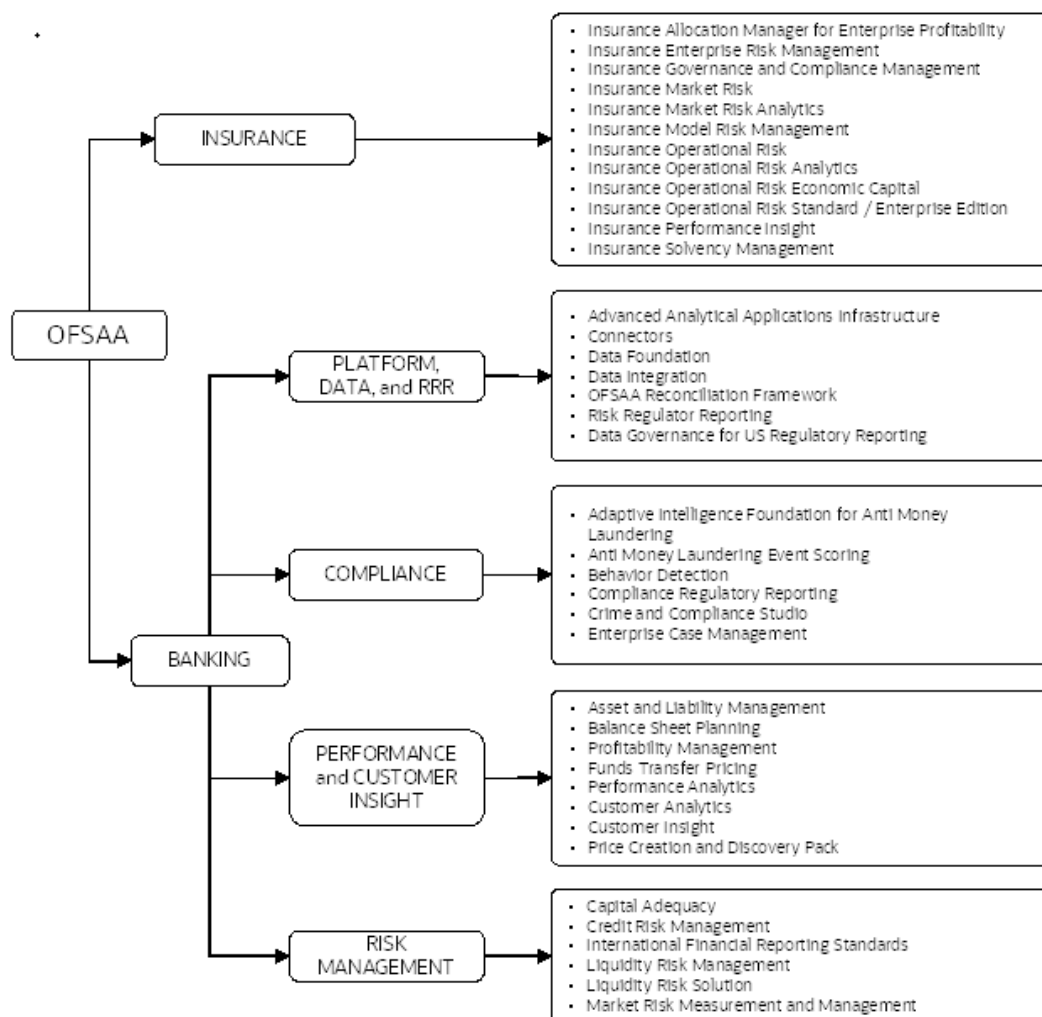 INSURANCE
• Insurance Allocation Manager for Enterprise Profitability
• Insurance Enterprise Risk Management
• Insurance Governance and Compliance Management
• Insurance Market Risk
• Insurance Market Risk Analytics
• Insurance Model Risk Management
• Insurance Operational Risk
• Insurance Operational Risk Analytics
• Insurance Operational Risk Economic Capital
• Insurance Operational Risk Standard / Enterprise Edition
• Insurance Performance Insight
• Insurance Solvency Management
OFSAA
PLATFORM,
DATA, and RRR
• Advanced Analytical Applications Infrastructure
• Connectors
• Data Foundation
• Data Integration
• OFSAA Reconciliation Framework
• Risk Regulator Reporting
• Data Governance for US Regulatory Reporting
COMPLIANCE
• Adaptive Intelligence Foundation for Anti Money
Laundering
• Anti Money Laundering Event Scoring
• Behavior Detection
• Compliance Regulatory Reporting
• Crime and Compliance Studio
• Enterprise Case Management
BANKING
PERFORMANCE
and CUSTOMER
INSIGHT
• Asset and Liability Management
• Balance Sheet Planning
• Profitability Management
• Funds Transfer Pricing
• Performance Analytics
• Customer Analytics
• Customer Insight
• Price Creation and Discovery Pack
RISK
MANAGEMENT
• Capital Adequacy
• Credit Risk Management
• International Financial Reporting Standards
• Liquidity Risk Management
• Liquidity Risk Solution
• Market Risk Measurement and Management